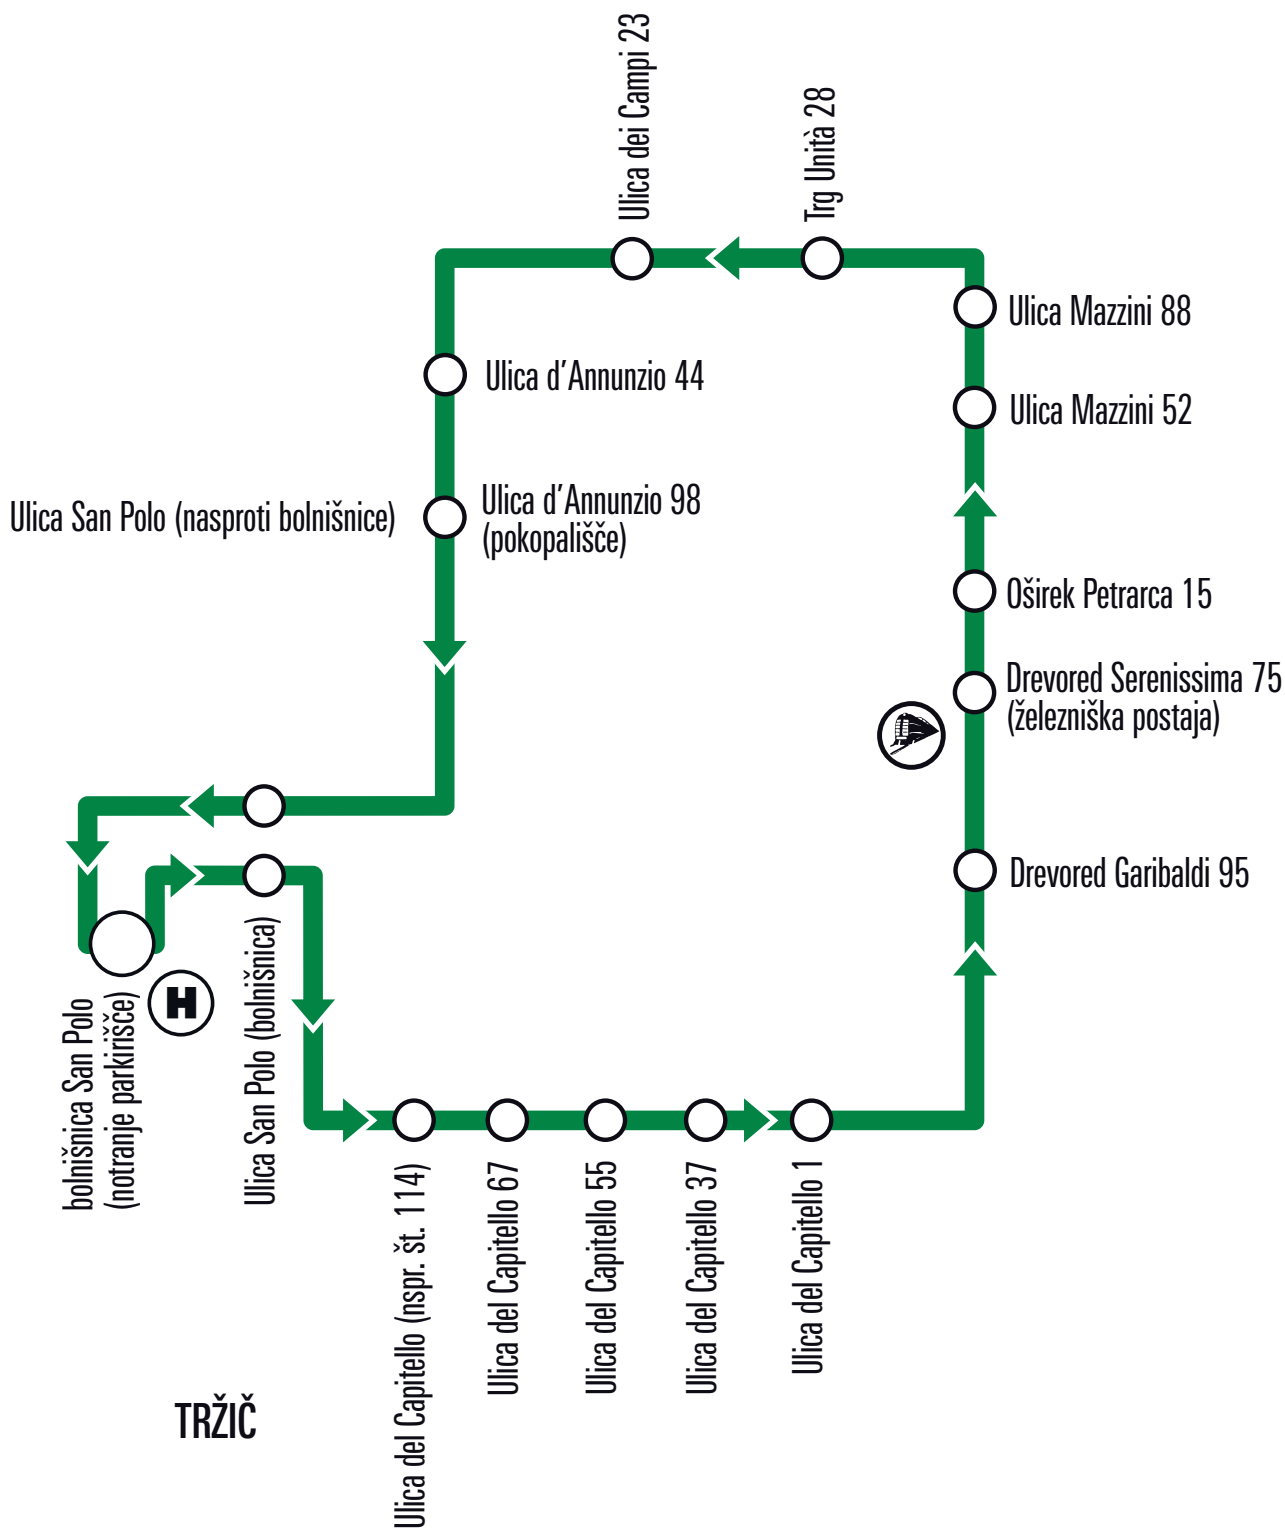 Ulica dei Campi 23
Trg Unità 28
Ulica Mazzini 88
Ulica d'Annunzio 44
Ulica Mazzini 52
Ulica San Polo (nasproti bolnišnice)
Ulica d'Annunzio 98
(pokopališče)
Oširek Petrarca 15
Drevored Serenissima 75
(železniška postaja)
Drevored Garibaldi 95
bolnišnica San Polo
(notranje parkirišče)
H
Ulica San Polo (bolnišnica)
Ulica del Capitello (nspr. št. 114)
Ulica del Capitello 67
Ulica del Capitello 55
Ulica del Capitello 37
Ulica del Capitello 1
TRŽIČ